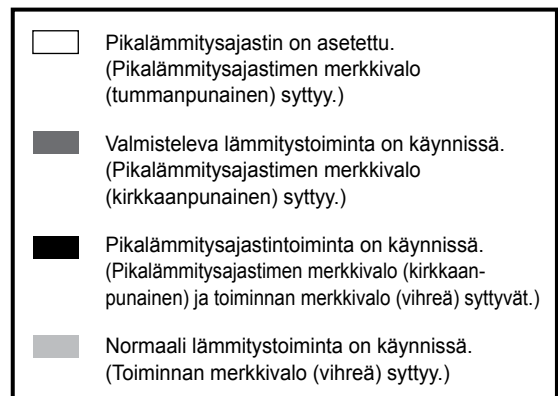 Pikalämmitysajastin on asetettu.
(Pikalämmitysajastimen merkkivalo
(tummanpunainen) syttyy.)
Valmisteleva lämmitystoiminta on käynnissä.
(Pikalämmitysajastimen merkkivalo
(kirkkaanpunainen) syttyy.)
Pikalämmitysajastintoiminta on käynnissä.
(Pikalämmitysajastimen merkkivalo (kirkkaan-
punainen) ja toiminnan merkkivalo (vihreä) syttyvät.)
Normaali lämmitystoiminta on käynnissä.
(Toiminnan merkkivalo (vihreä) syttyy.)